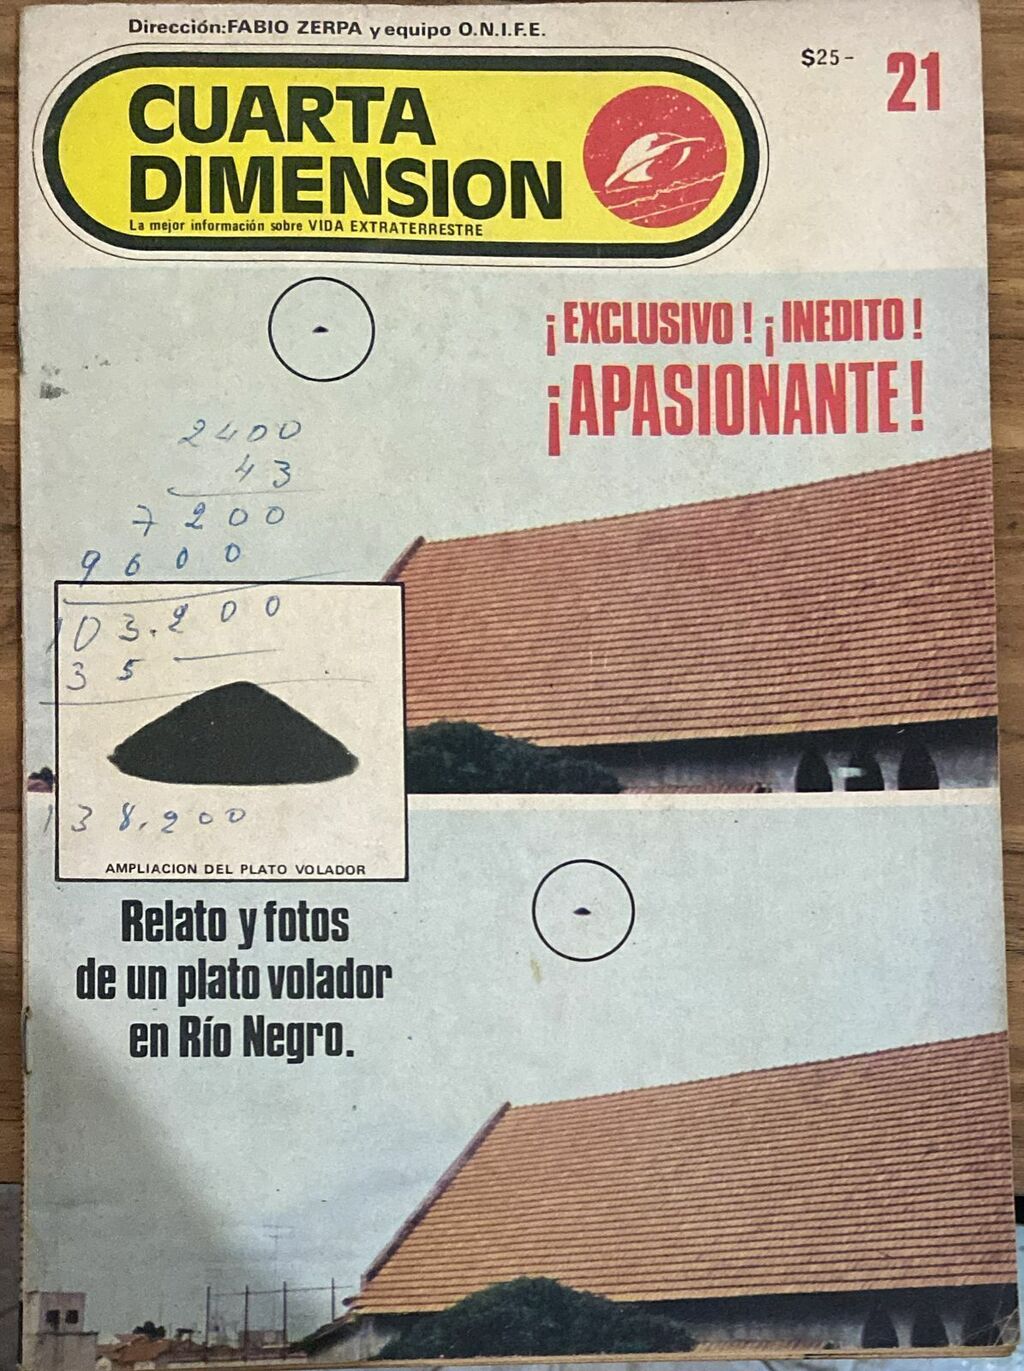 Dirección:FABIO ZERPA y equipo O.N.I.F.E.
$25-
21
CUARTA
DIMENSION
La mejor información sobre VIDA EXTRATERRESTRE
¡EXCLUSIVO! ¡INEDITO!
¡APASIONANTE!
2400
43
7200
9600
103.200
35
138.200
AMPLIACION DEL PLATO VOLADOR
Relato y fotos
de un plato volador
en Río Negro.